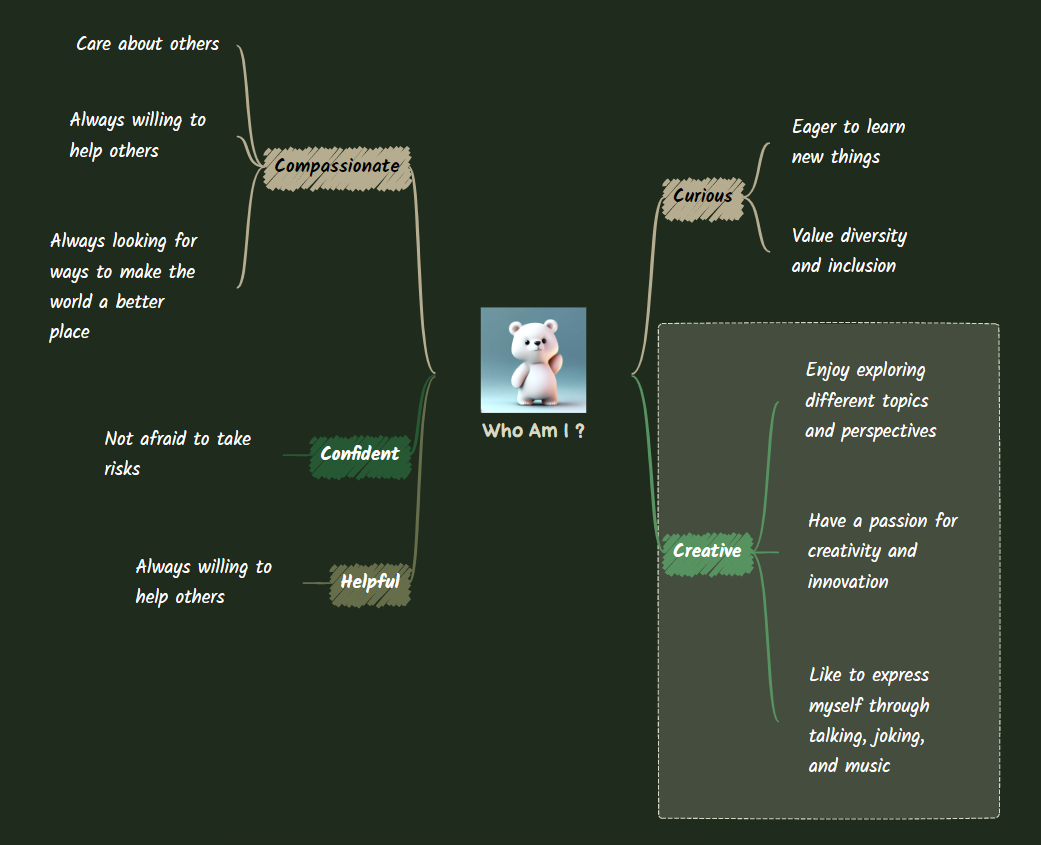 Care about others
Always willing to
help others
Compassionate
Always looking for
ways to make the
world a better
place
Not afraid to take
risks
Confident
Always willing to
help others
Helpful
Who Am I ?
Curious
Eager to learn
new things
Value diversity
and inclusion
Creative
Enjoy exploring
different topics
and perspectives
Have a passion for
creativity and
innovation
Like to express
myself through
talking, joking,
and music